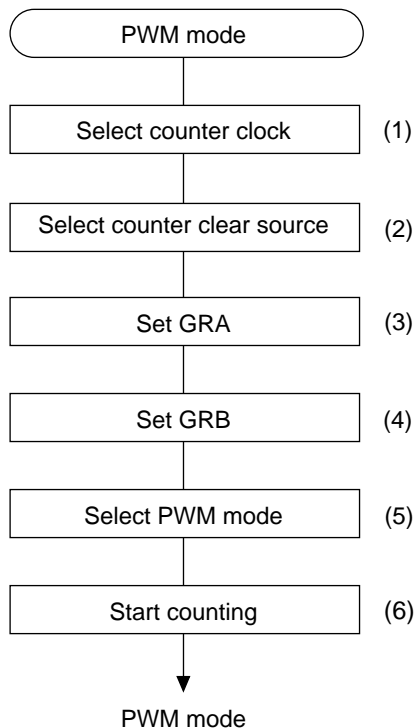 PWM mode
Select counter clock (1)
Select counter clear source (2)
Set GRA (3)
Set GRB (4)
Select PWM mode (5)
Start counting (6)
PWM mode